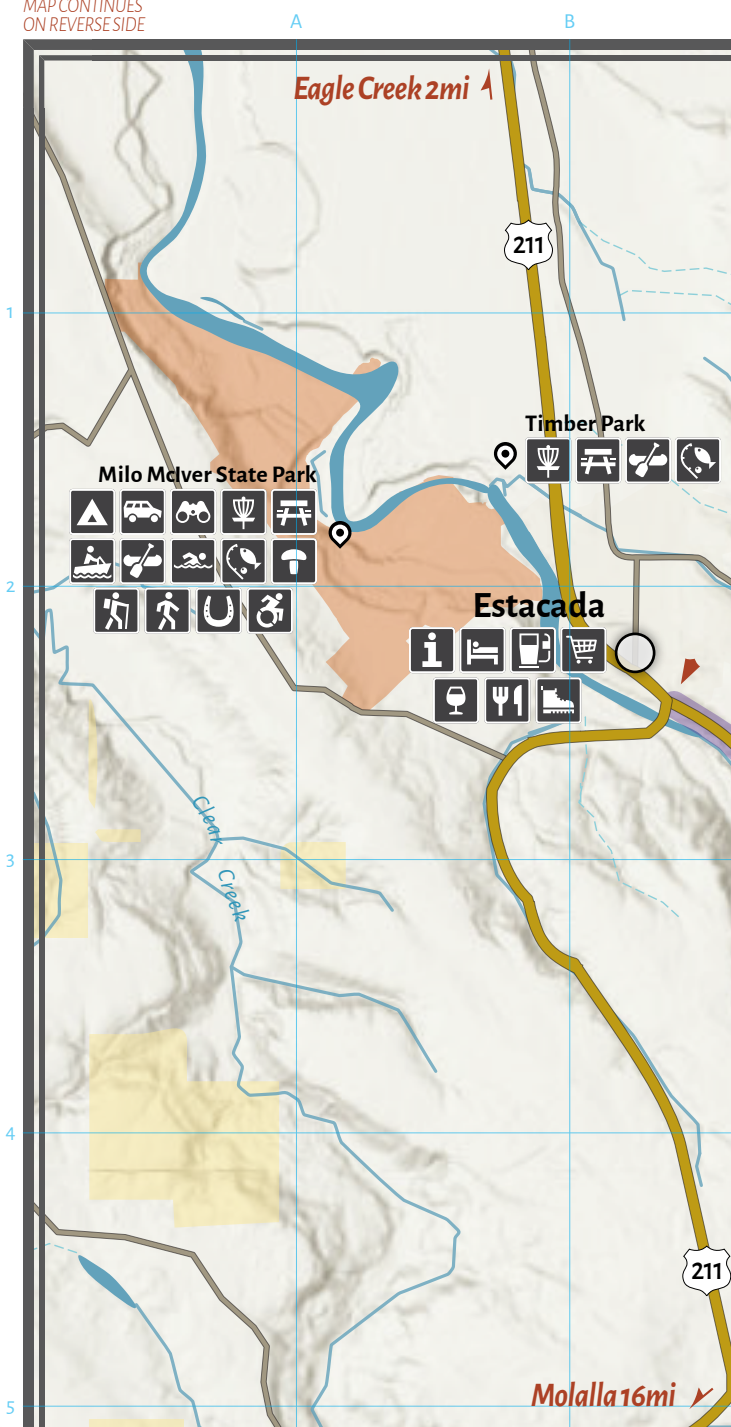 MAP CONTINUES
ON REVERSE SIDE
A
B
Eagle Creek 2mi
211
1
Timber Park
Milo McIver State Park
2
Estacada
i
Clear
Creek
3
4
211
Molalla 16mi
5